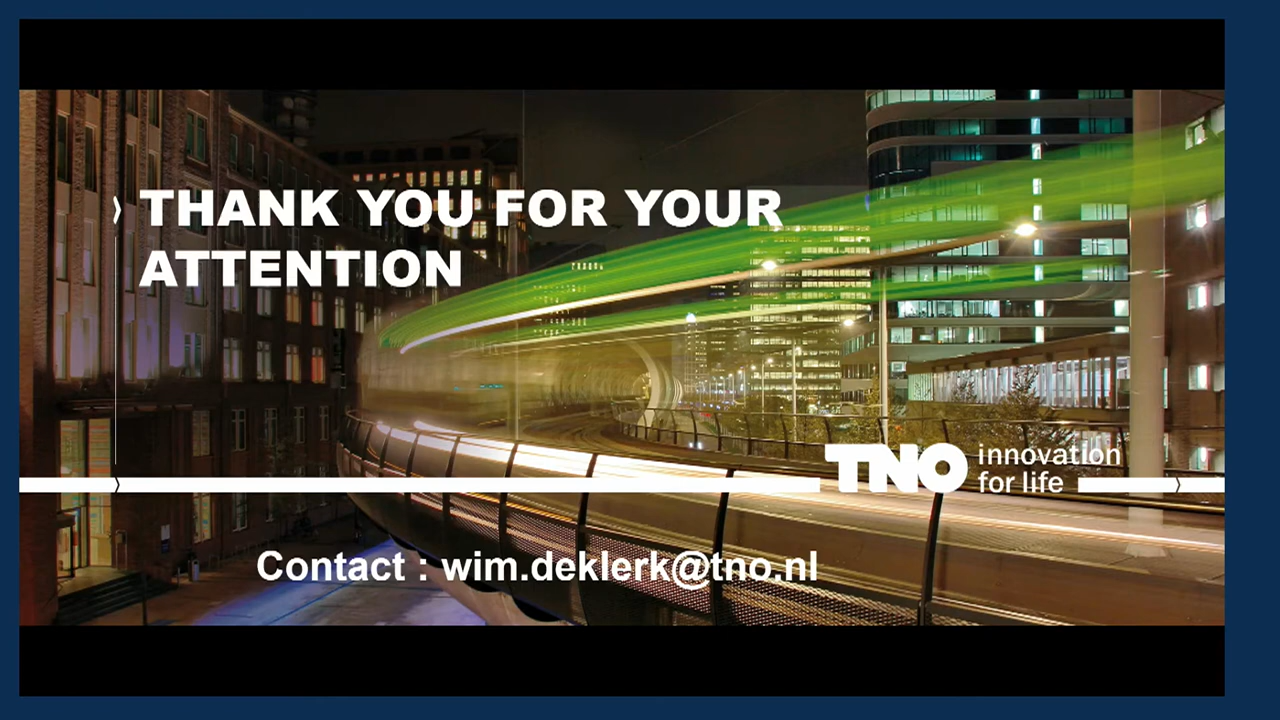 THANK YOU FOR YOUR
ATTENTION
TNO innovation
for life
Contact : wim.deklerk@tno.nl